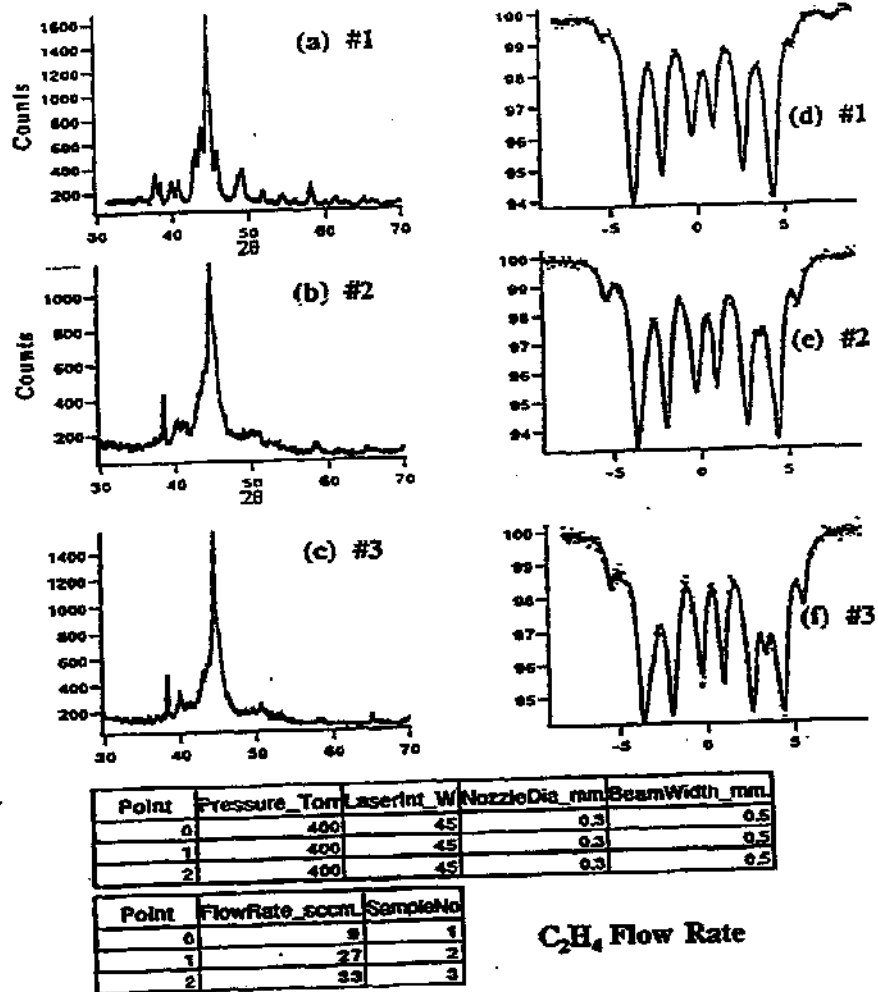 1600
1400
1200
1000
800
600
400
200
Counts
30 40 50 60 70
2θ
(a) #1
100
99
98
97
96
95
94
-5 0 5
(d) #1
1000
800
600
400
200
Counts
30 40 50 60 70
2θ
(b) #2
100
99
98
97
96
95
94
-5 0 5
(e) #2
1400
1200
1000
800
600
400
200
30 40 50 60 70
(c) #3
100
99
98
97
96
95
-5 0 5
(f) #3
Point Pressure_Torr LaserInt_W NozzleDia_mm. BeamWidth_mm.
0 400 45 0.3 0.5
1 400 45 0.3 0.5
2 400 45 0.3 0.5
Point FlowRate_sccm. SampleNo
0 9 1
1 27 2
2 33 3
C₂H₄ Flow Rate